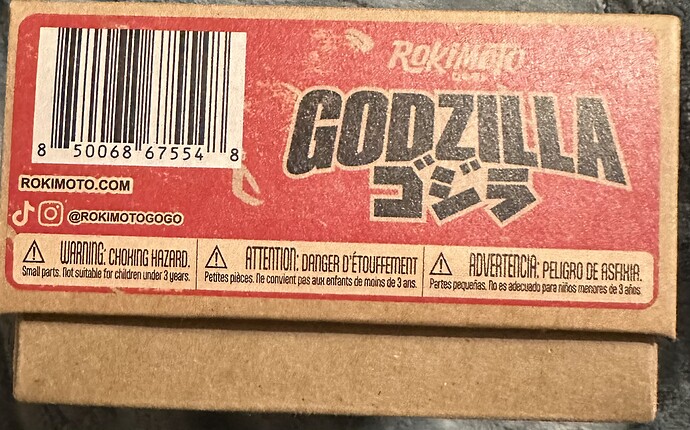 ROKIMOTO
GODZILLA
ゴジラ
8 50068 67554 8
ROKIMOTO.COM
@ROKIMOTOGOGO
WARNING: CHOKING HAZARD.
Small parts. Not suitable for children under 3 years.
ATTENTION: DANGER D'ÉTOUFFEMENT
Petites pièces. Ne convient pas aux enfants de moins de 3 ans.
ADVERTENCIA: PELIGRO DE ASFIXIA.
Partes pequeñas. No es adecuado para niños menores de 3 años